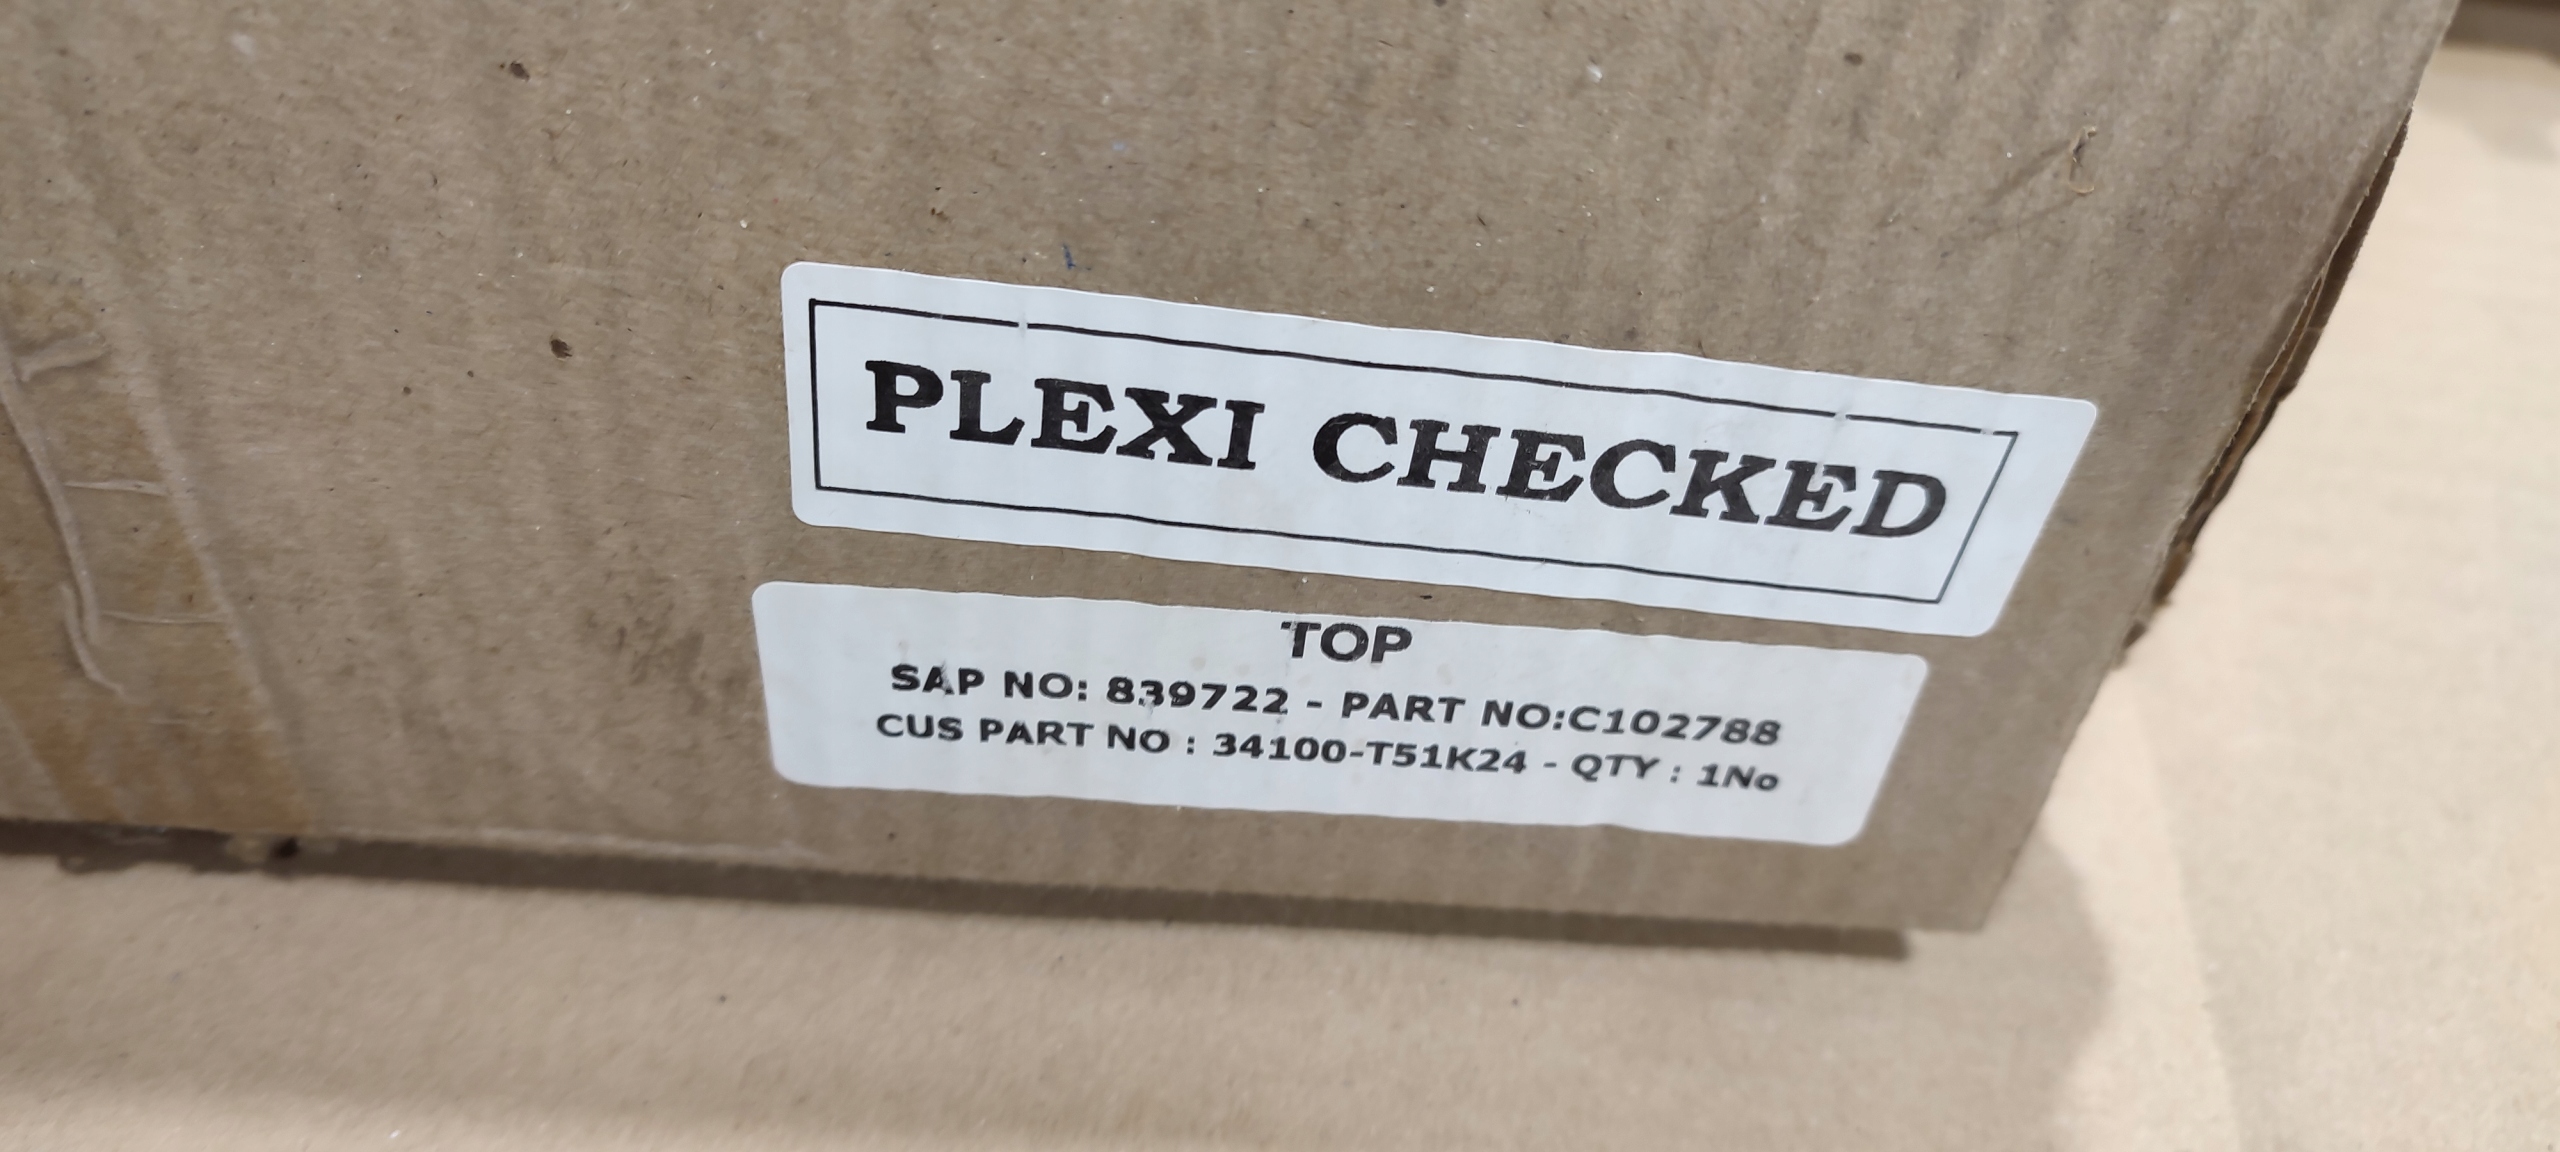 PLEXI CHECKED
TOP
SAP NO: 839722 - PART NO:C102788
CUS PART NO : 34100-T51K24 - QTY : 1No